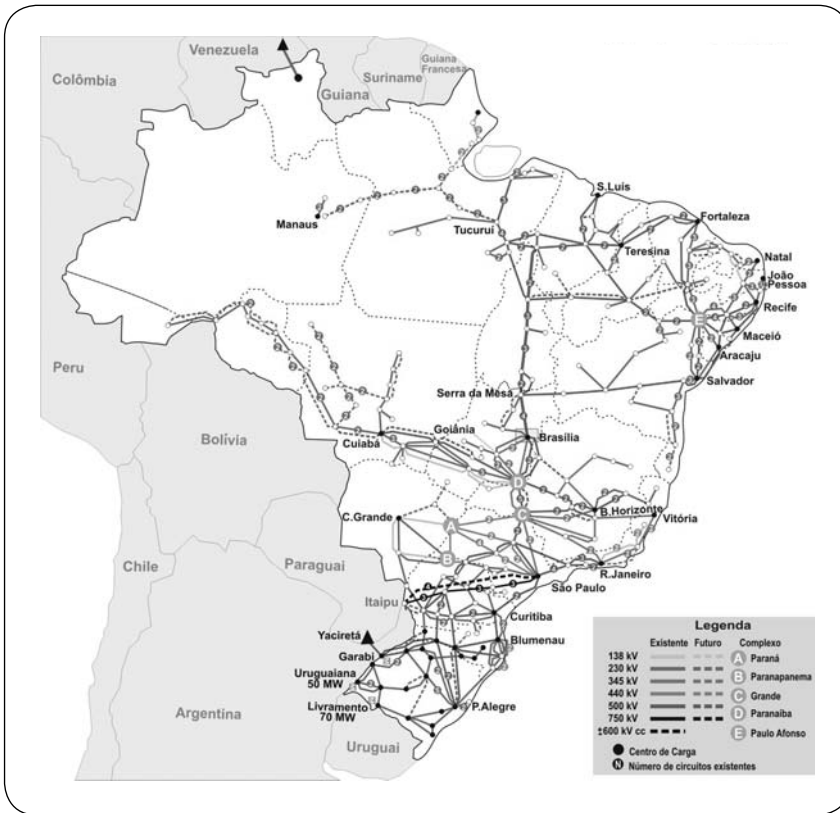 Venezuela
Colômbia
Guiana
Francesa
Suriname
Guiana
Manaus
Tucurui
S.Luis
Fortaleza
Teresina
Natal
João
Pessoa
Recife
E
Maceió
Aracaju
Salvador
Peru
Serra da Mesa
Bolívia
Goiânia
Cuiabá
Brasília
D
C.Grande
A
C
B.Horizonte
Vitória
B
Chile
Paraguai
R.Janeiro
São Paulo
Itaipu
Curitiba
Yaciretá
Blumenau
Garabi
Uruguaiana
50 MW
Livramento
70 MW
P.Alegre
Argentina
Uruguai
Legenda
Existente Futuro Complexo
138 kV A Paraná
230 kV B Paranapanema
345 kV
440 kV C Grande
500 kV D Paranaiba
750 kV
±600 kV cc E Paulo Afonso
Centro de Carga
N Número de circuitos existentes